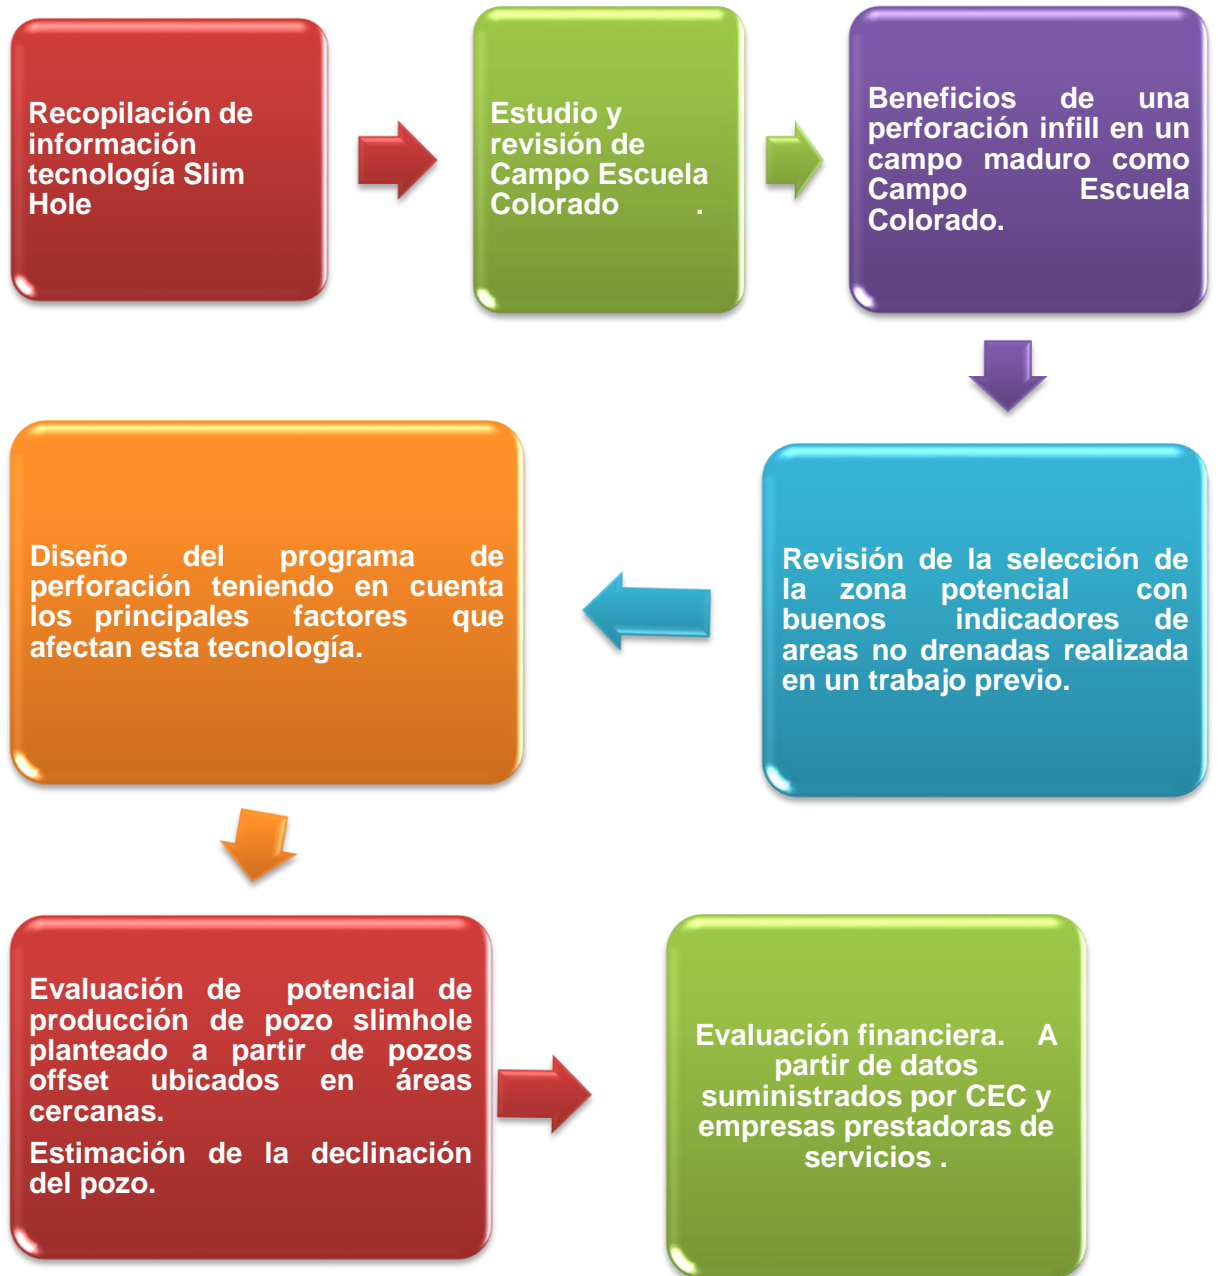 Recopilación de
información
tecnología Slim
Hole
Estudio y
revisión de
Campo Escuela
Colorado .
Beneficios de una
perforación infill en un
campo maduro como
Campo Escuela
Colorado.
Revisión de la selección de
la zona potencial con
buenos indicadores de
areas no drenadas realizada
en un trabajo previo.
Diseño del programa de
perforación teniendo en cuenta
los principales factores que
afectan esta tecnología.
Evaluación de potencial de
producción de pozo slimhole
planteado a partir de pozos
offset ubicados en áreas
cercanas.
Estimación de la declinación
del pozo.
Evaluación financiera. A
partir de datos
suministrados por CEC y
empresas prestadoras de
servicios .